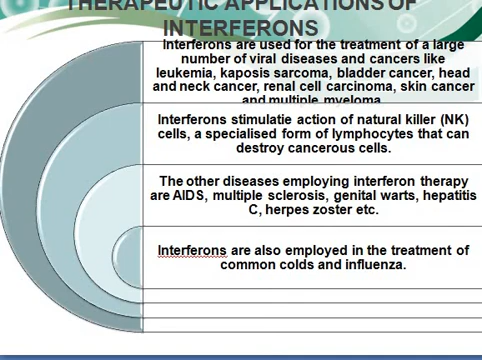 THERAPEUTIC APPLICATIONS OF
INTERFERONS
Interferons are used for the treatment of a large
number of viral diseases and cancers like
leukemia, kaposis sarcoma, bladder cancer, head
and neck cancer, renal cell carcinoma, skin cancer
and multiple myeloma
Interferons stimulatie action of natural killer (NK)
cells, a specialised form of lymphocytes that can
destroy cancerous cells.
The other diseases employing interferon therapy
are AIDS, multiple sclerosis, genital warts, hepatitis
C, herpes zoster etc.
Interferons are also employed in the treatment of
common colds and influenza.